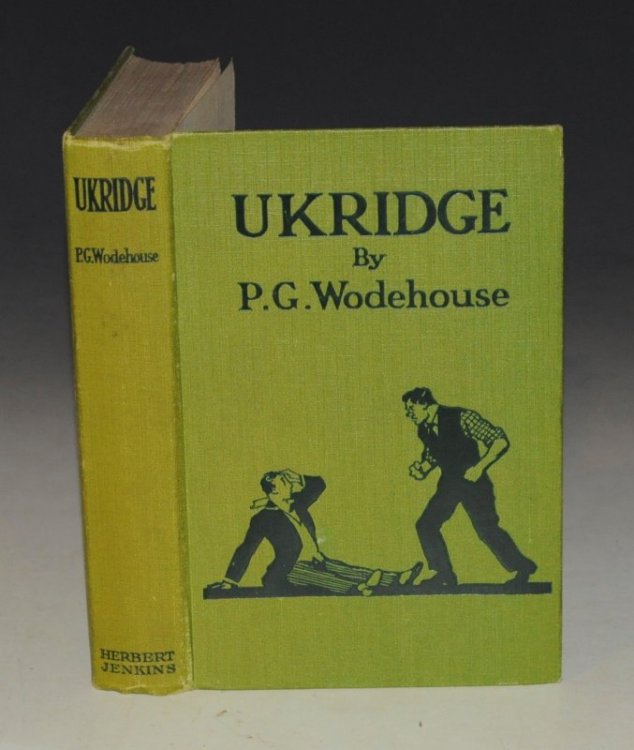 UKRIDGE
P.G.Wodehouse
HERBERT
JENKINS
UKRIDGE
By
P.G.Wodehouse